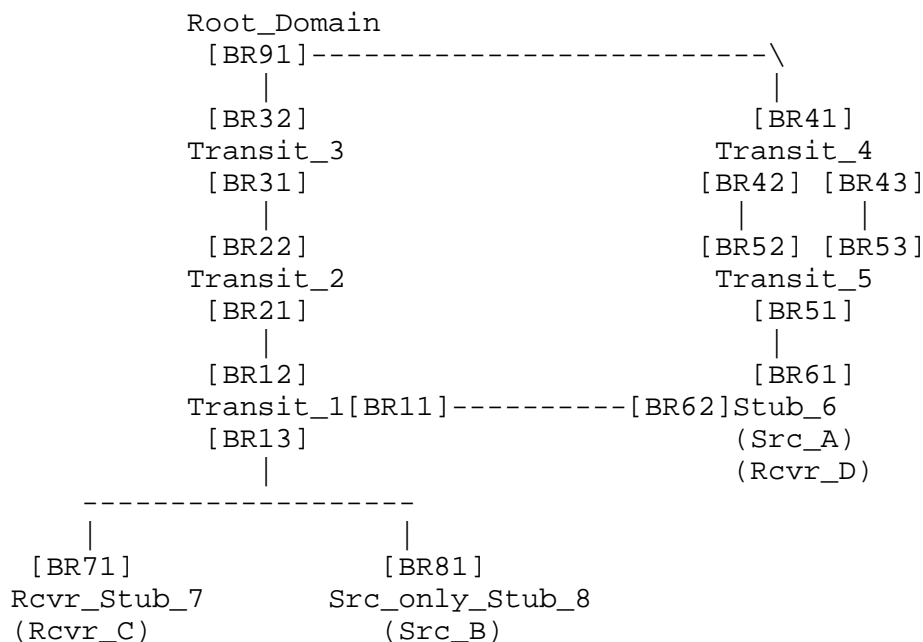 Root_Domain
[BR91]--------------------------\
|                             |
[BR32]                        [BR41]
Transit_3                     Transit_4
[BR31]                     [BR42] [BR43]
|                           |      |
[BR22]                     [BR52] [BR53]
Transit_2                     Transit_5
[BR21]                        [BR51]
|                             |
[BR12]                        [BR61]
Transit_1[BR11]----------[BR62]Stub_6
[BR13]                        (Src_A)
|                          (Rcvr_D)
-------------------
|                  |
[BR71]              [BR81]
Rcvr_Stub_7        Src_only_Stub_8
(Rcvr_C)            (Src_B)